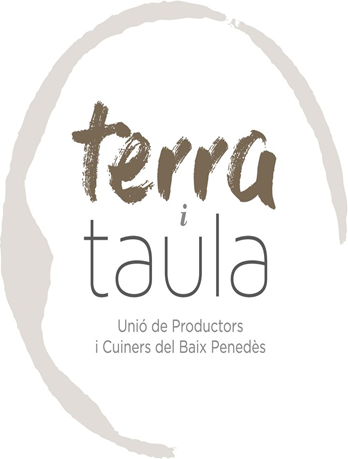 terra
i
taula
Unió de Productors
i Cuiners del Baix Penedès